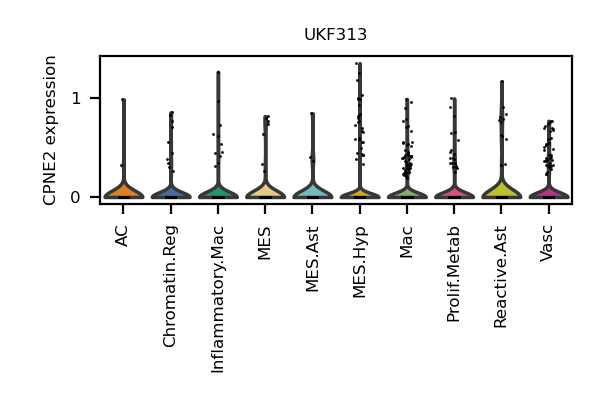 UKF313
CPNE2 expression
1
0
AC
Chromatin.Reg
Inflammatory.Mac
MES
MES.Ast
MES.Hyp
Mac
Prolif.Metab
Reactive.Ast
Vasc